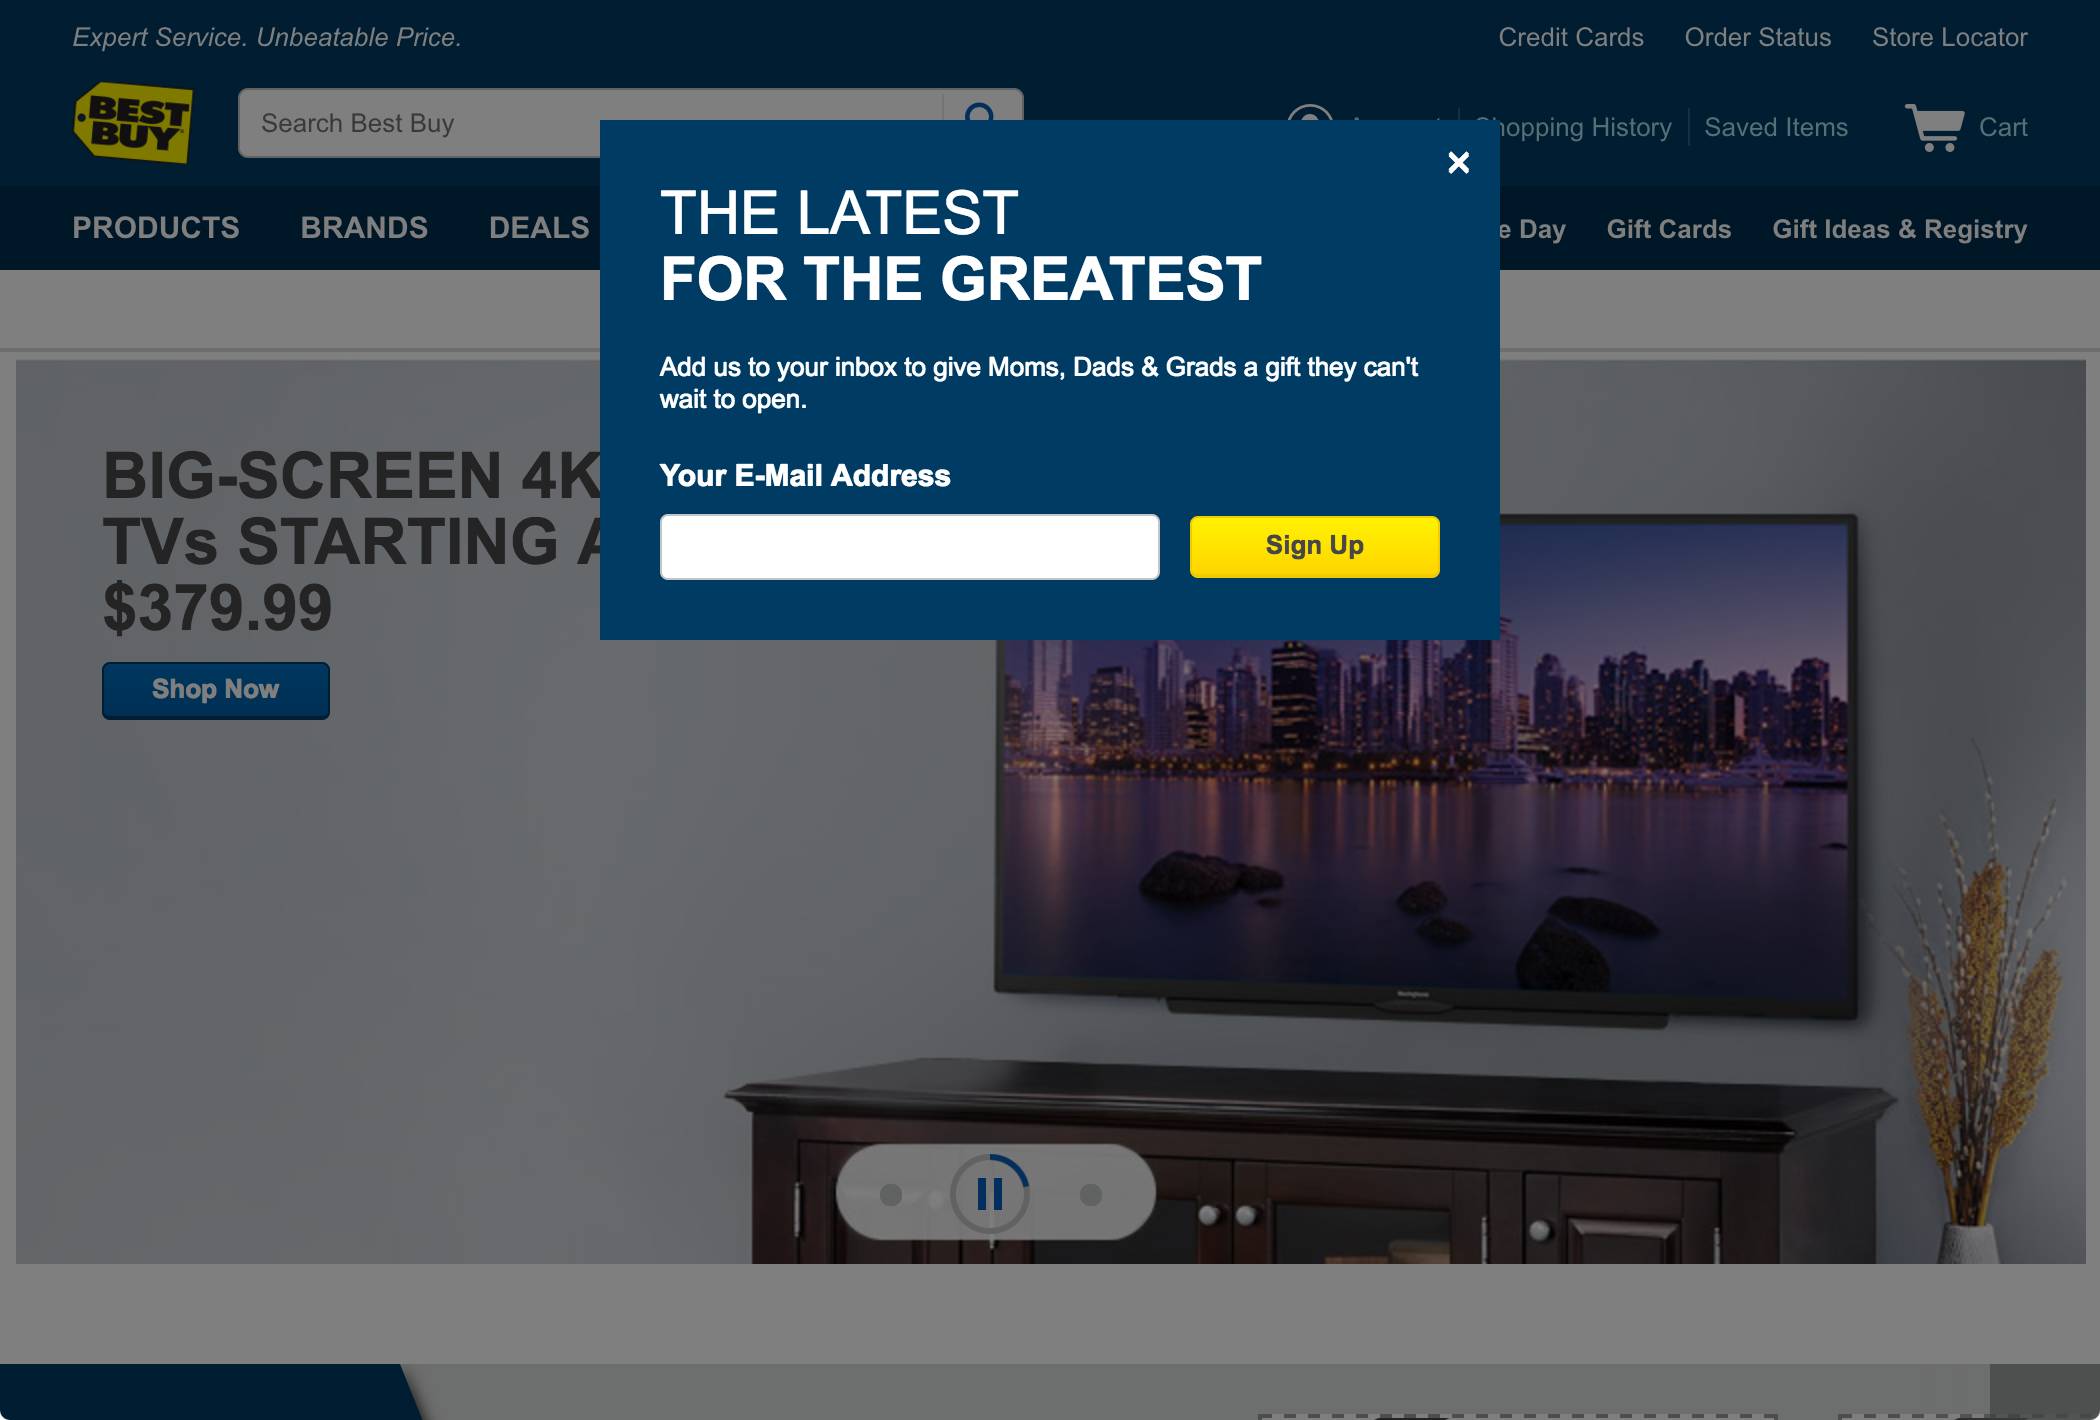 Expert Service. Unbeatable Price.
Credit Cards
Order Status
Store Locator
BEST
BUY
Search Best Buy
hopping History
Saved Items
Cart
PRODUCTS
BRANDS
DEALS
e Day
Gift Cards
Gift Ideas & Registry
THE LATEST
FOR THE GREATEST
Add us to your inbox to give Moms, Dads & Grads a gift they can't
wait to open.
Your E-Mail Address
Sign Up
BIG-SCREEN 4K
TVs STARTING A
$379.99
Shop Now